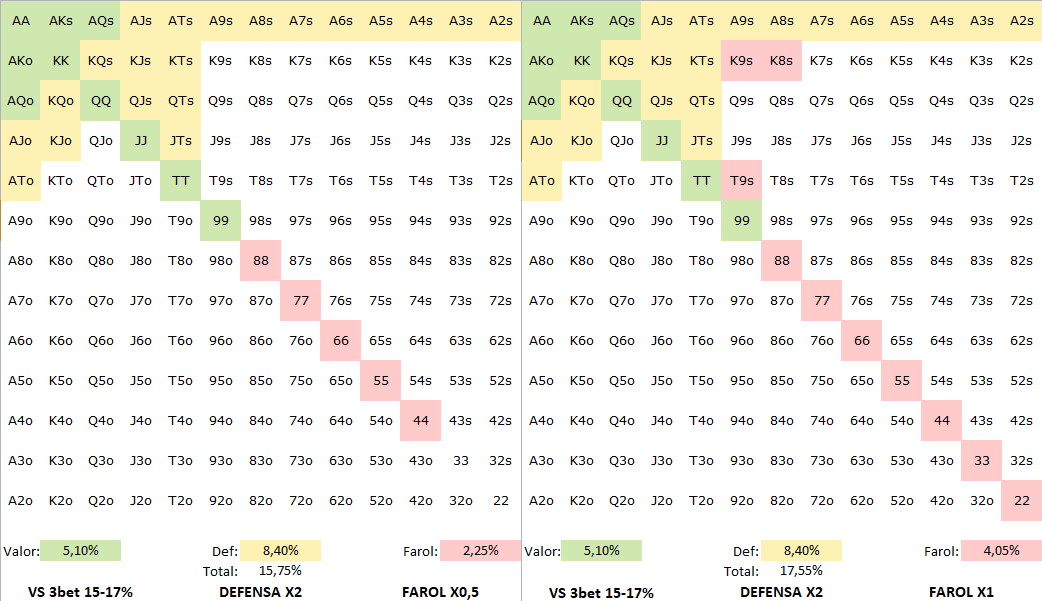 AA AKs AQs AJs ATs A9s A8s A7s A6s A5s A4s A3s A2s AA AKs AQs AJs ATs A9s A8s A7s A6s A5s A4s A3s A2s
AKo KK KQs KJs KTs K9s K8s K7s K6s K5s K4s K3s K2s AKo KK KQs KJs KTs K9s K8s K7s K6s K5s K4s K3s K2s
AQo KQo QQ QJs QTs Q9s Q8s Q7s Q6s Q5s Q4s Q3s Q2s AQo KQo QQ QJs QTs Q9s Q8s Q7s Q6s Q5s Q4s Q3s Q2s
AJo KJo QJo JJ JTs J9s J8s J7s J6s J5s J4s J3s J2s AJo KJo QJo JJ JTs J9s J8s J7s J6s J5s J4s J3s J2s
ATo KTo QTo JTo TT T9s T8s T7s T6s T5s T4s T3s T2s ATo KTo QTo JTo TT T9s T8s T7s T6s T5s T4s T3s T2s
A9o K9o Q9o J9o T9o 99 98s 97s 96s 95s 94s 93s 92s A9o K9o Q9o J9o T9o 99 98s 97s 96s 95s 94s 93s 92s
A8o K8o Q8o J8o T8o 98o 88 87s 86s 85s 84s 83s 82s A8o K8o Q8o J8o T8o 98o 88 87s 86s 85s 84s 83s 82s
A7o K7o Q7o J7o T7o 97o 87o 77 76s 75s 74s 73s 72s A7o K7o Q7o J7o T7o 97o 87o 77 76s 75s 74s 73s 72s
A6o K6o Q6o J6o T6o 96o 86o 76o 66 65s 64s 63s 62s A6o K6o Q6o J6o T6o 96o 86o 76o 66 65s 64s 63s 62s
A5o K5o Q5o J5o T5o 95o 85o 75o 65o 55 54s 53s 52s A5o K5o Q5o J5o T5o 95o 85o 75o 65o 55 54s 53s 52s
A4o K4o Q4o J4o T4o 94o 84o 74o 64o 54o 44 43s 42s A4o K4o Q4o J4o T4o 94o 84o 74o 64o 54o 44 43s 42s
A3o K3o Q3o J3o T3o 93o 83o 73o 63o 53o 43o 33 32s A3o K3o Q3o J3o T3o 93o 83o 73o 63o 53o 43o 33 32s
A2o K2o Q2o J2o T2o 92o 82o 72o 62o 52o 42o 32o 22 A2o K2o Q2o J2o T2o 92o 82o 72o 62o 52o 42o 32o 22
Valor: 5,10% Def: 8,40% Farol: 2,25% Valor: 5,10% Def: 8,40% Farol: 4,05%
Total: 15,75% Total: 17,55%
VS 3bet 15-17% DEFENSA X2 FAROL X0,5 VS 3bet 15-17% DEFENSA X2 FAROL X1